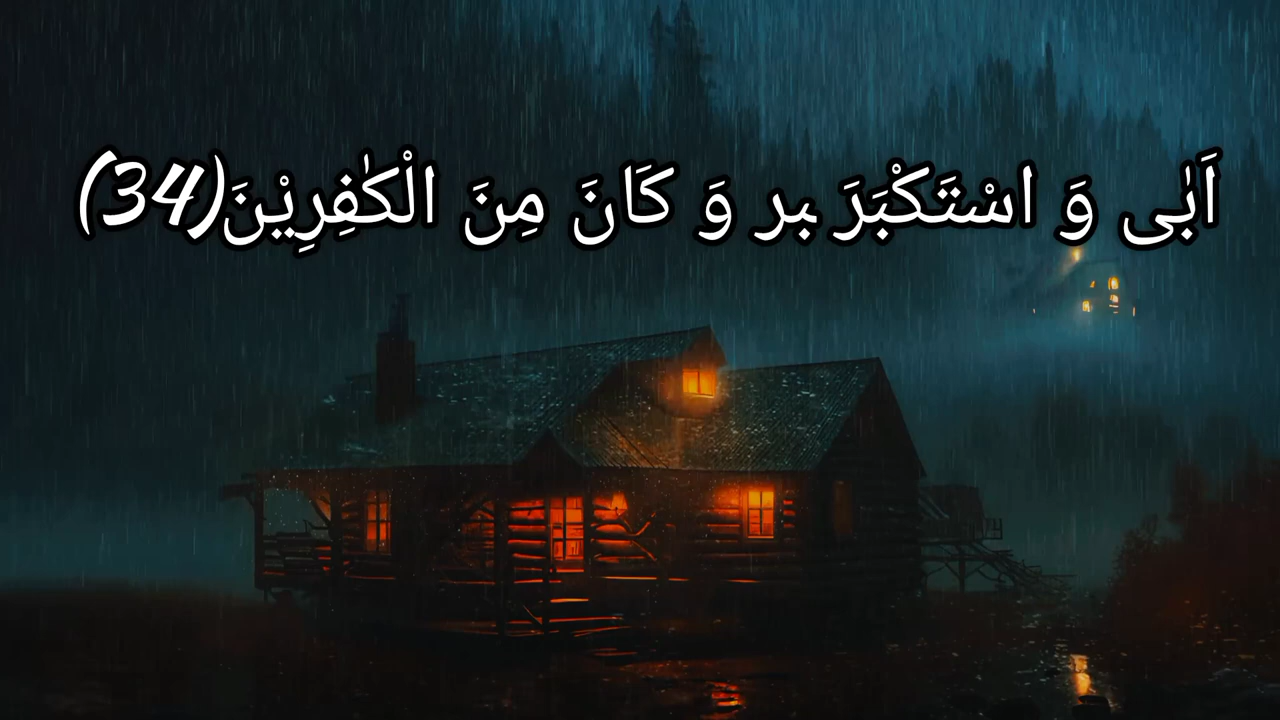 اَبٰى وَ اسْتَكْبَرَ ﺑﺮ وَ كَانَ مِنَ الْكٰفِرِیْنَ(34)